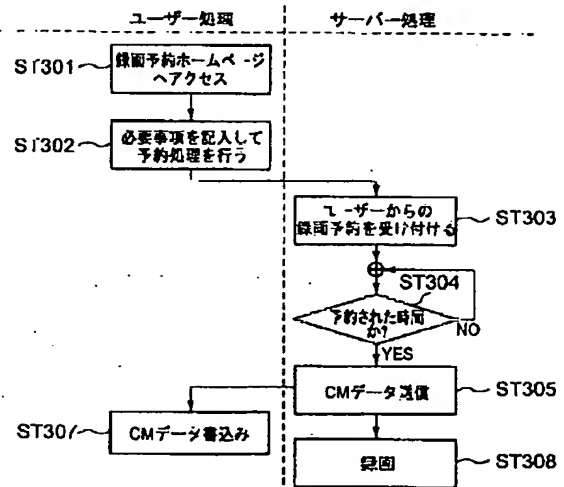 ユーザー処理
サーバー処理
ST301
録画予約ホームページ
へアクセス
ST302
必要事項を記入して
予約処理を行う
ユーザーからの
録画予約を受け付ける
ST303
ST304
予約された時間
か?
NO
YES
CMデータ送信
ST305
ST307
CMデータ書込み
録画
ST308